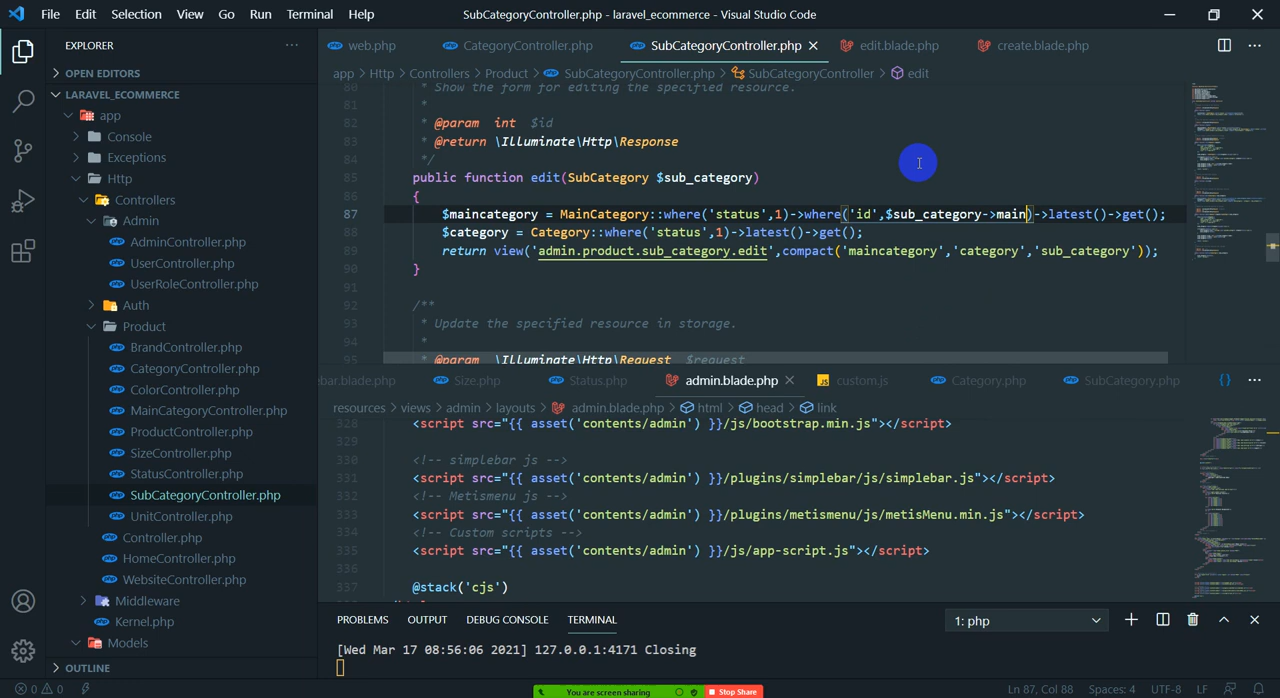 File Edit Selection View Go Run Terminal Help
SubCategoryController.php - laravel_ecommerce - Visual Studio Code
EXPLORER
OPEN EDITORS
LARAVEL_ECOMMERCE
app
Console
Exceptions
Http
Controllers
Admin
AdminController.php
UserController.php
UserRoleController.php
Auth
Product
BrandController.php
CategoryController.php
ColorController.php
MainCategoryController.php
ProductController.php
SizeController.php
StatusController.php
SubCategoryController.php
UnitController.php
Controller.php
HomeController.php
WebsiteController.php
Middleware
Kernel.php
Models
OUTLINE
web.php CategoryController.php SubCategoryController.php edit.blade.php create.blade.php
app > Http > Controllers > Product > SubCategoryController.php > SubCategoryController > edit
80 * Show the form for editing the specified resource.
81 *
82 * @param int $id
83 * @return \Illuminate\Http\Response
84 */
85 public function edit(SubCategory $sub_category)
86 {
87 $maincategory = MainCategory::where('status',1)->where('id',$sub_category->main)->latest()->get();
88 $category = Category::where('status',1)->latest()->get();
89 return view('admin.product.sub_category.edit',compact('maincategory','category','sub_category'));
90 }
91
92 /**
93 * Update the specified resource in storage.
94 *
95 * @param \Illuminate\Http\Request $request
bar.blade.php Size.php Status.php admin.blade.php custom.js Category.php SubCategory.php
resources > views > admin > layouts > admin.blade.php > html > head > link
328 <script src="{{ asset('contents/admin') }}/js/bootstrap.min.js"></script>
329
330 <!-- simplebar js -->
331 <script src="{{ asset('contents/admin') }}/plugins/simplebar/js/simplebar.js"></script>
332 <!-- Metismenu js -->
333 <script src="{{ asset('contents/admin') }}/plugins/metismenu/js/metisMenu.min.js"></script>
334 <!-- Custom scripts -->
335 <script src="{{ asset('contents/admin') }}/js/app-script.js"></script>
336
337 @stack('cjs')
PROBLEMS OUTPUT DEBUG CONSOLE TERMINAL 1: php
[Wed Mar 17 08:56:06 2021] 127.0.0.1:4171 Closing
0 0 You are screen sharing Stop Share Ln 87, Col 88 Spaces: 4 UTF-8 LF PHP